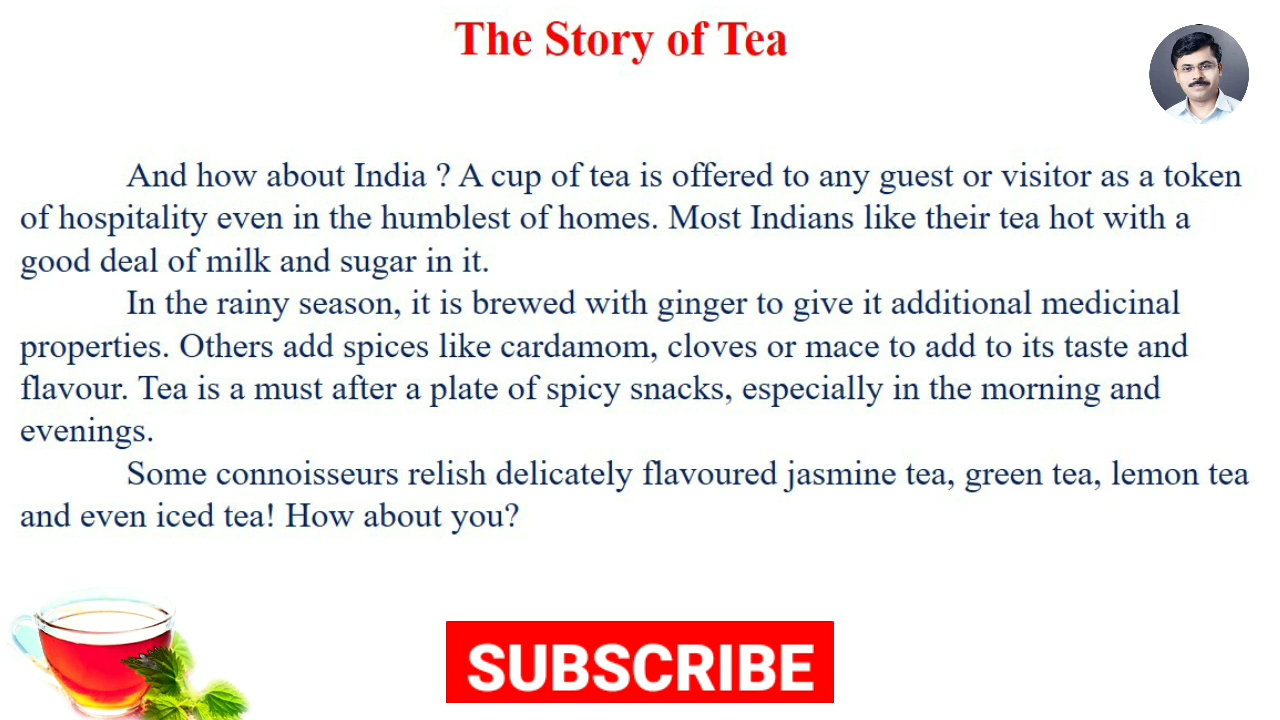 The Story of Tea
And how about India ? A cup of tea is offered to any guest or visitor as a token
of hospitality even in the humblest of homes. Most Indians like their tea hot with a
good deal of milk and sugar in it.
In the rainy season, it is brewed with ginger to give it additional medicinal
properties. Others add spices like cardamom, cloves or mace to add to its taste and
flavour. Tea is a must after a plate of spicy snacks, especially in the morning and
evenings.
Some connoisseurs relish delicately flavoured jasmine tea, green tea, lemon tea
and even iced tea! How about you?
SUBSCRIBE